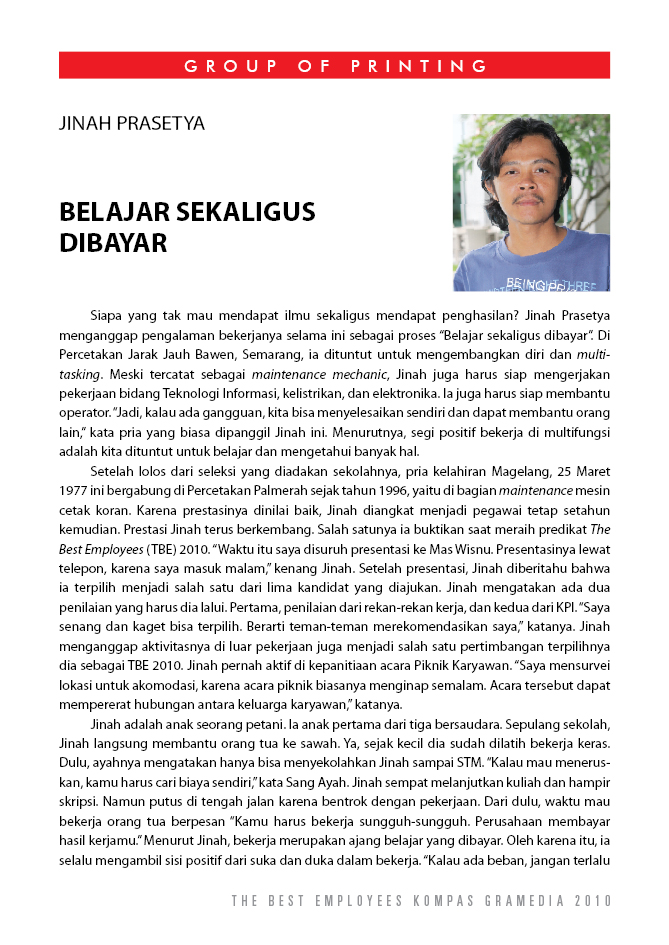 GROUP OF PRINTING
JINAH PRASETYA
BELAJAR SEKALIGUS
DIBAYAR
BEING
THREE
Siapa yang tak mau mendapat ilmu sekaligus mendapat penghasilan? Jinah Prasetya
menganggap pengalaman bekerjanya selama ini sebagai proses “Belajar sekaligus dibayar”. Di
Percetakan Jarak Jauh Bawen, Semarang, ia dituntut untuk mengembangkan diri dan multi-
tasking. Meski tercatat sebagai maintenance mechanic, Jinah juga harus siap mengerjakan
pekerjaan bidang Teknologi Informasi, kelistrikan, dan elektronika. Ia juga harus siap membantu
operator. “Jadi, kalau ada gangguan, kita bisa menyelesaikan sendiri dan dapat membantu orang
lain,” kata pria yang biasa dipanggil Jinah ini. Menurutnya, segi positif bekerja di multifungsi
adalah kita dituntut untuk belajar dan mengetahui banyak hal.
Setelah lolos dari seleksi yang diadakan sekolahnya, pria kelahiran Magelang, 25 Maret
1977 ini bergabung di Percetakan Palmerah sejak tahun 1996, yaitu di bagian maintenance mesin
cetak koran. Karena prestasinya dinilai baik, Jinah diangkat menjadi pegawai tetap setahun
kemudian. Prestasi Jinah terus berkembang. Salah satunya ia buktikan saat meraih predikat The
Best Employees (TBE) 2010. “Waktu itu saya disuruh presentasi ke Mas Wisnu. Presentasinya lewat
telepon, karena saya masuk malam,” kenang Jinah. Setelah presentasi, Jinah diberitahu bahwa
ia terpilih menjadi salah satu dari lima kandidat yang diajukan. Jinah mengatakan ada dua
penilaian yang harus dia lalui. Pertama, penilaian dari rekan-rekan kerja, dan kedua dari KPI. “Saya
senang dan kaget bisa terpilih. Berarti teman-teman merekomendasikan saya,” katanya. Jinah
menganggap aktivitasnya di luar pekerjaan juga menjadi salah satu pertimbangan terpilihnya
dia sebagai TBE 2010. Jinah pernah aktif di kepanitiaan acara Piknik Karyawan. “Saya mensurvei
lokasi untuk akomodasi, karena acara piknik biasanya menginap semalam. Acara tersebut dapat
mempererat hubungan antara keluarga karyawan,” katanya.
Jinah adalah anak seorang petani. Ia anak pertama dari tiga bersaudara. Sepulang sekolah,
Jinah langsung membantu orang tua ke sawah. Ya, sejak kecil dia sudah dilatih bekerja keras.
Dulu, ayahnya mengatakan hanya bisa menyekolahkan Jinah sampai STM. “Kalau mau menerus-
kan, kamu harus cari biaya sendiri,” kata Sang Ayah. Jinah sempat melanjutkan kuliah dan hampir
skripsi. Namun putus di tengah jalan karena bentrok dengan pekerjaan. Dari dulu, waktu mau
bekerja orang tua berpesan “Kamu harus bekerja sungguh-sungguh. Perusahaan membayar
hasil kerjamu.” Menurut Jinah, bekerja merupakan ajang belajar yang dibayar. Oleh karena itu, ia
selalu mengambil sisi positif dari suka dan duka dalam bekerja. “Kalau ada beban, jangan terlalu
THE BEST EMPLOYEES KOMPAS GRAMEDIA 2010